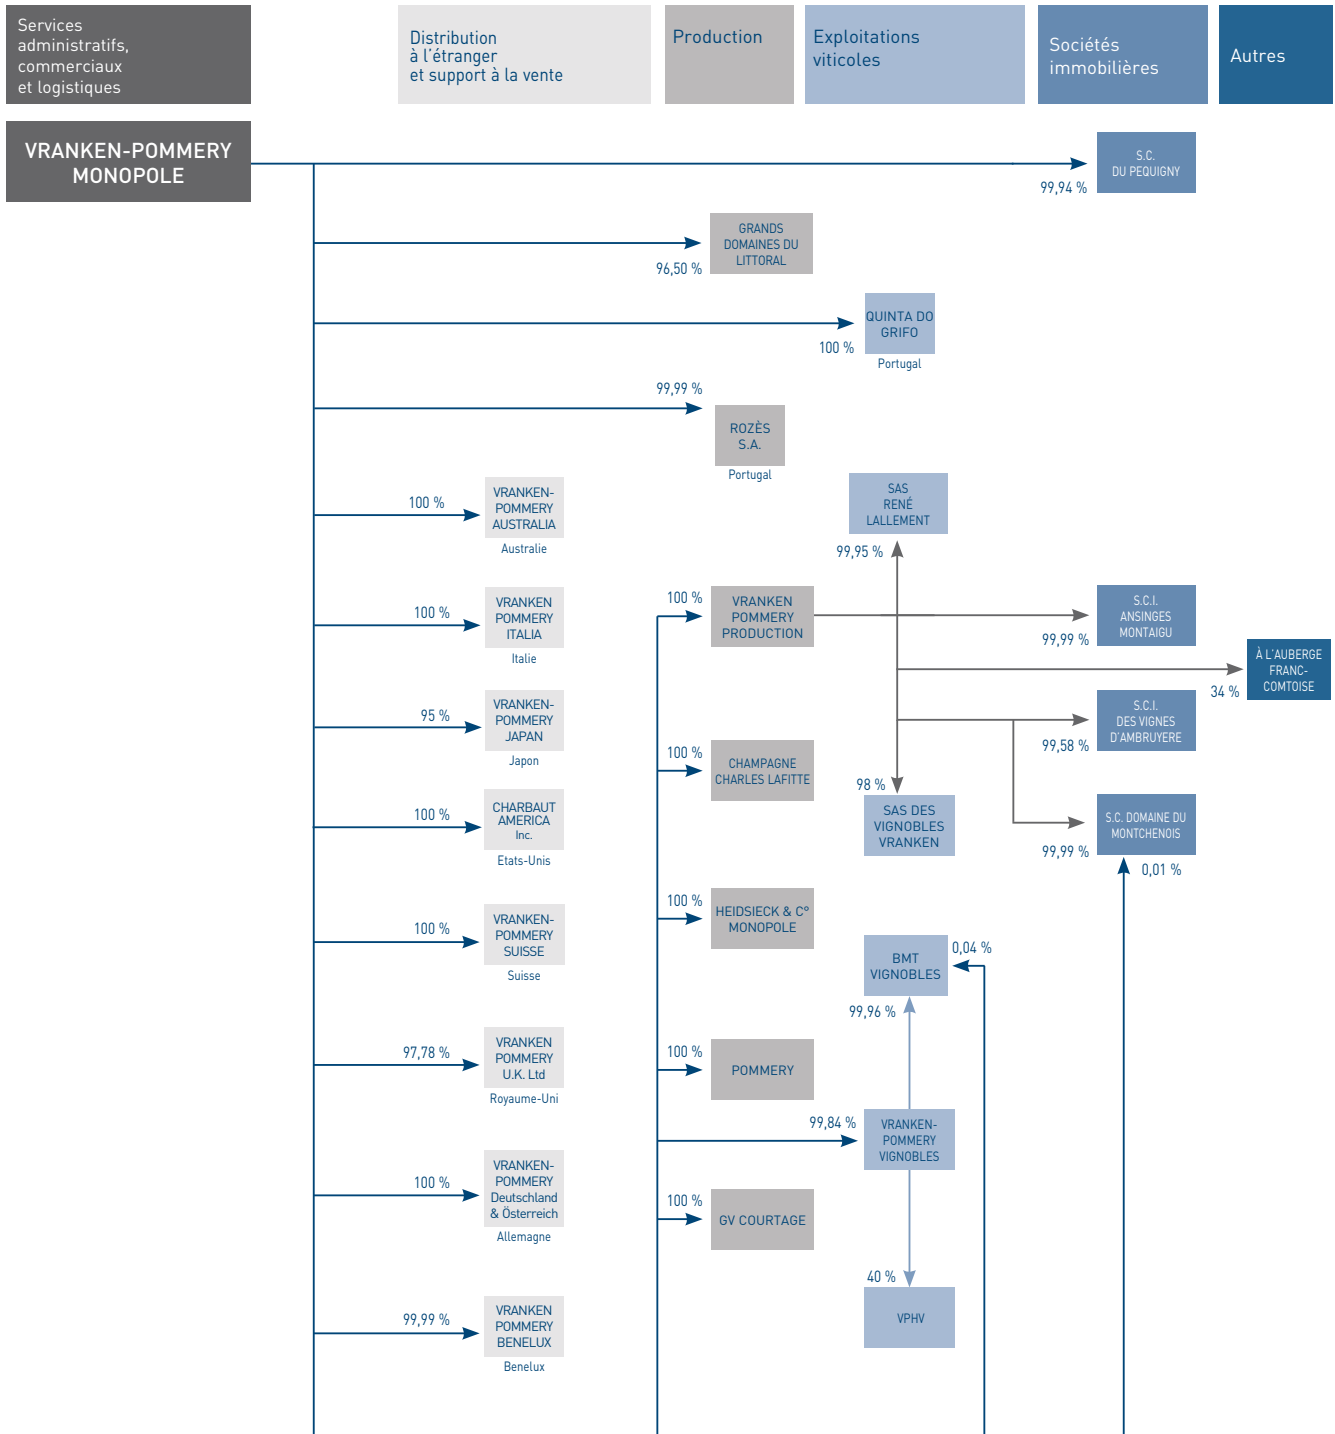 Services
administratifs,
commerciaux
et logistiques
Distribution
à l'étranger
et support à la vente
Production
Exploitations
viticoles
Sociétés
immobilières
Autres
VRANKEN-POMMERY
MONOPOLE
S.C.
DU PEQUIGNY
99,94 %
GRANDS
DOMAINES DU
LITTORAL
96,50 %
QUINTA DO
GRIFO
100 %
Portugal
99,99 %
ROZÈS
S.A.
Portugal
100 %
VRANKEN-
POMMERY
AUSTRALIA
Australie
SAS
RENÉ
LALLEMENT
99,95 %
100 %
VRANKEN
POMMERY
ITALIA
Italie
100 %
VRANKEN
POMMERY
PRODUCTION
S.C.I.
ANSINGES
MONTAIGU
99,99 %
À L'AUBERGE
FRANC-
COMTOISE
34 %
95 %
VRANKEN-
POMMERY
JAPAN
Japon
S.C.I.
DES VIGNES
D'AMBRUYERE
99,58 %
100 %
CHAMPAGNE
CHARLES LAFITTE
98 %
SAS DES
VIGNOBLES
VRANKEN
100 %
CHARBAUT
AMERICA
Inc.
Etats-Unis
S.C. DOMAINE DU
MONTCHENOIS
99,99 %
0,01 %
100 %
VRANKEN-
POMMERY
SUISSE
Suisse
100 %
HEIDSIECK & C°
MONOPOLE
BMT
VIGNOBLES
0,04 %
99,96 %
97,78 %
VRANKEN
POMMERY
U.K. Ltd
Royaume-Uni
100 %
POMMERY
99,84 %
VRANKEN-
POMMERY
VIGNOBLES
100 %
VRANKEN-
POMMERY
Deutschland
& Österreich
Allemagne
100 %
GV COURTAGE
40 %
VPHV
99,99 %
VRANKEN
POMMERY
BENELUX
Benelux